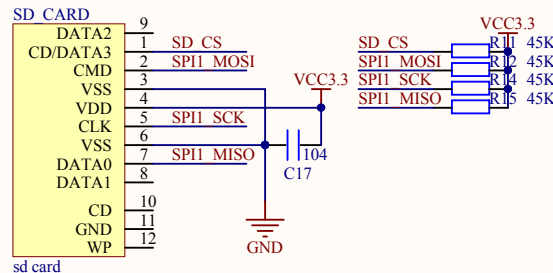 SD_CARD
DATA2 9
CD/DATA3 1 SD_CS
CMD 2 SPI1_MOSI
VSS 3
VDD 4
CLK 5 SPI1_SCK
VSS 6
DATA0 7 SPI1_MISO
DATA1 8
CD 10
GND 11
WP 12
sd card
VCC3.3
104
C17
GND
VCC3.3
SD_CS R11 45K
SPI1_MOSI R12 45K
SPI1_SCK R14 45K
SPI1_MISO R15 45K